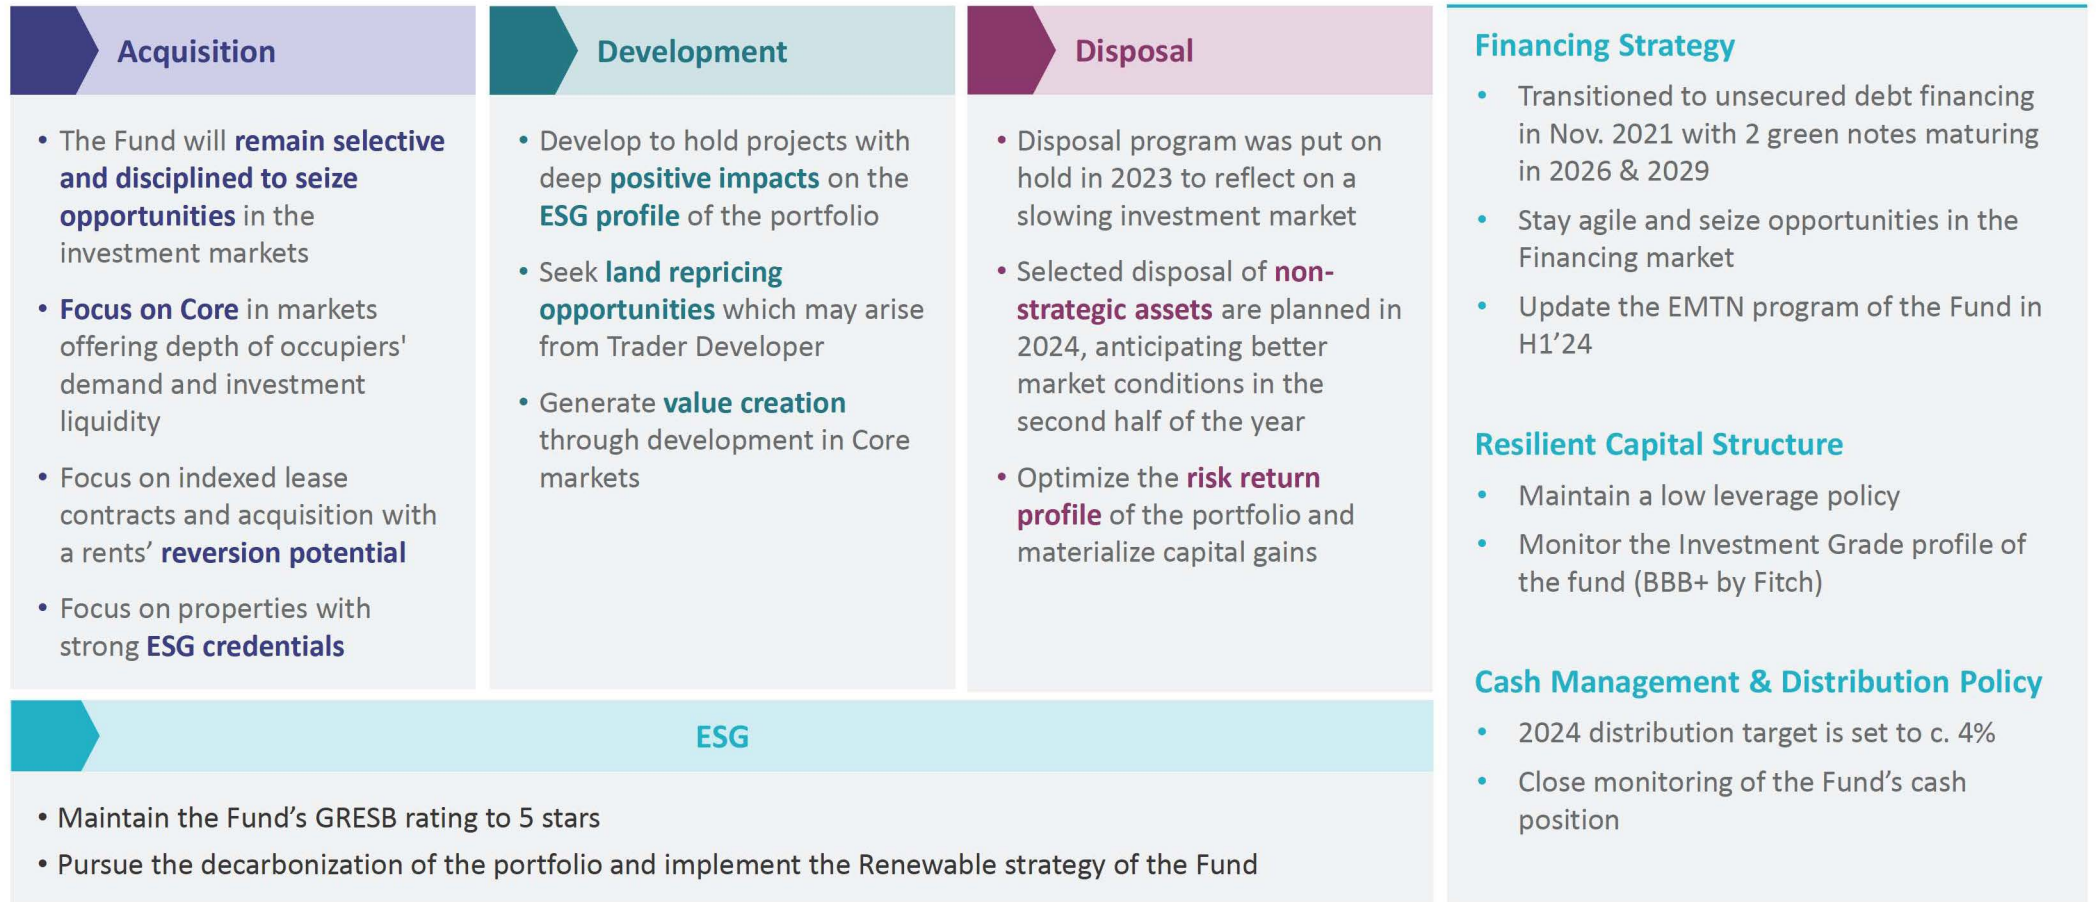 Acquisition
• The Fund will remain selective
and disciplined to seize
opportunities in the
investment markets
• Focus on Core in markets
offering depth of occupiers'
demand and investment
liquidity
• Focus on indexed lease
contracts and acquisition with
a rents’ reversion potential
• Focus on properties with
strong ESG credentials
Development
• Develop to hold projects with
deep positive impacts on the
ESG profile of the portfolio
• Seek land repricing
opportunities which may arise
from Trader Developer
• Generate value creation
through development in Core
markets
Disposal
• Disposal program was put on
hold in 2023 to reflect on a
slowing investment market
• Selected disposal of non-
strategic assets are planned in
2024, anticipating better
market conditions in the
second half of the year
• Optimize the risk return
profile of the portfolio and
materialize capital gains
ESG
• Maintain the Fund’s GRESB rating to 5 stars
• Pursue the decarbonization of the portfolio and implement the Renewable strategy of the Fund
Financing Strategy
• Transitioned to unsecured debt financing
in Nov. 2021 with 2 green notes maturing
in 2026 & 2029
• Stay agile and seize opportunities in the
Financing market
• Update the EMTN program of the Fund in
H1’24
Resilient Capital Structure
• Maintain a low leverage policy
• Monitor the Investment Grade profile of
the fund (BBB+ by Fitch)
Cash Management & Distribution Policy
• 2024 distribution target is set to c. 4%
• Close monitoring of the Fund’s cash
position